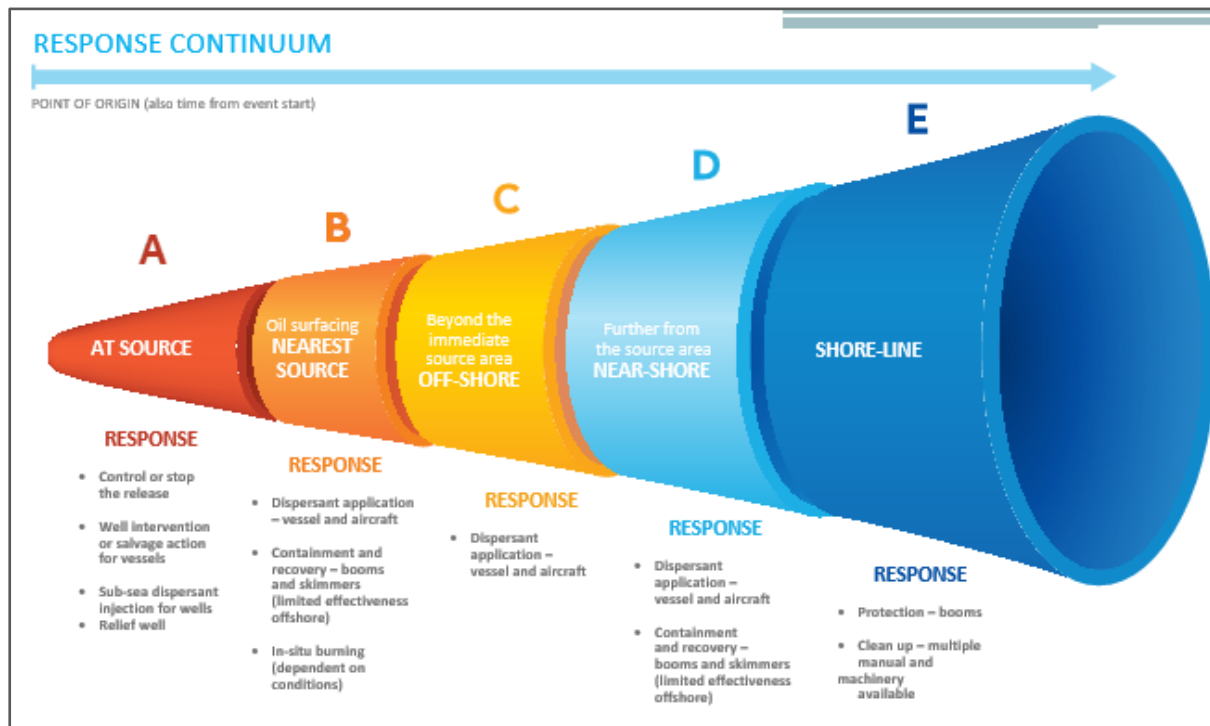 RESPONSE CONTINUUM
POINT OF ORIGIN (also time from event start)
A
B
C
D
E
AT SOURCE
Oil surfacing
NEAREST
SOURCE
Beyond the
immediate
source area
OFF-SHORE
Further from
the source area
NEAR-SHORE
SHORE-LINE
RESPONSE
• Control or stop
the release
• Well intervention
or salvage action
for vessels
• Sub-sea dispersant
injection for wells
• Relief well
RESPONSE
• Dispersant application
– vessel and aircraft
• Containment and
recovery – booms
and skimmers
(limited effectiveness
offshore)
• In-situ burning
(dependent on
conditions)
RESPONSE
• Dispersant
application –
vessel and aircraft
RESPONSE
• Dispersant
application –
vessel and aircraft
• Containment
and recovery –
booms and skimmers
(limited effectiveness
offshore)
RESPONSE
• Protection – booms
• Clean up – multiple
manual and
machinery
available